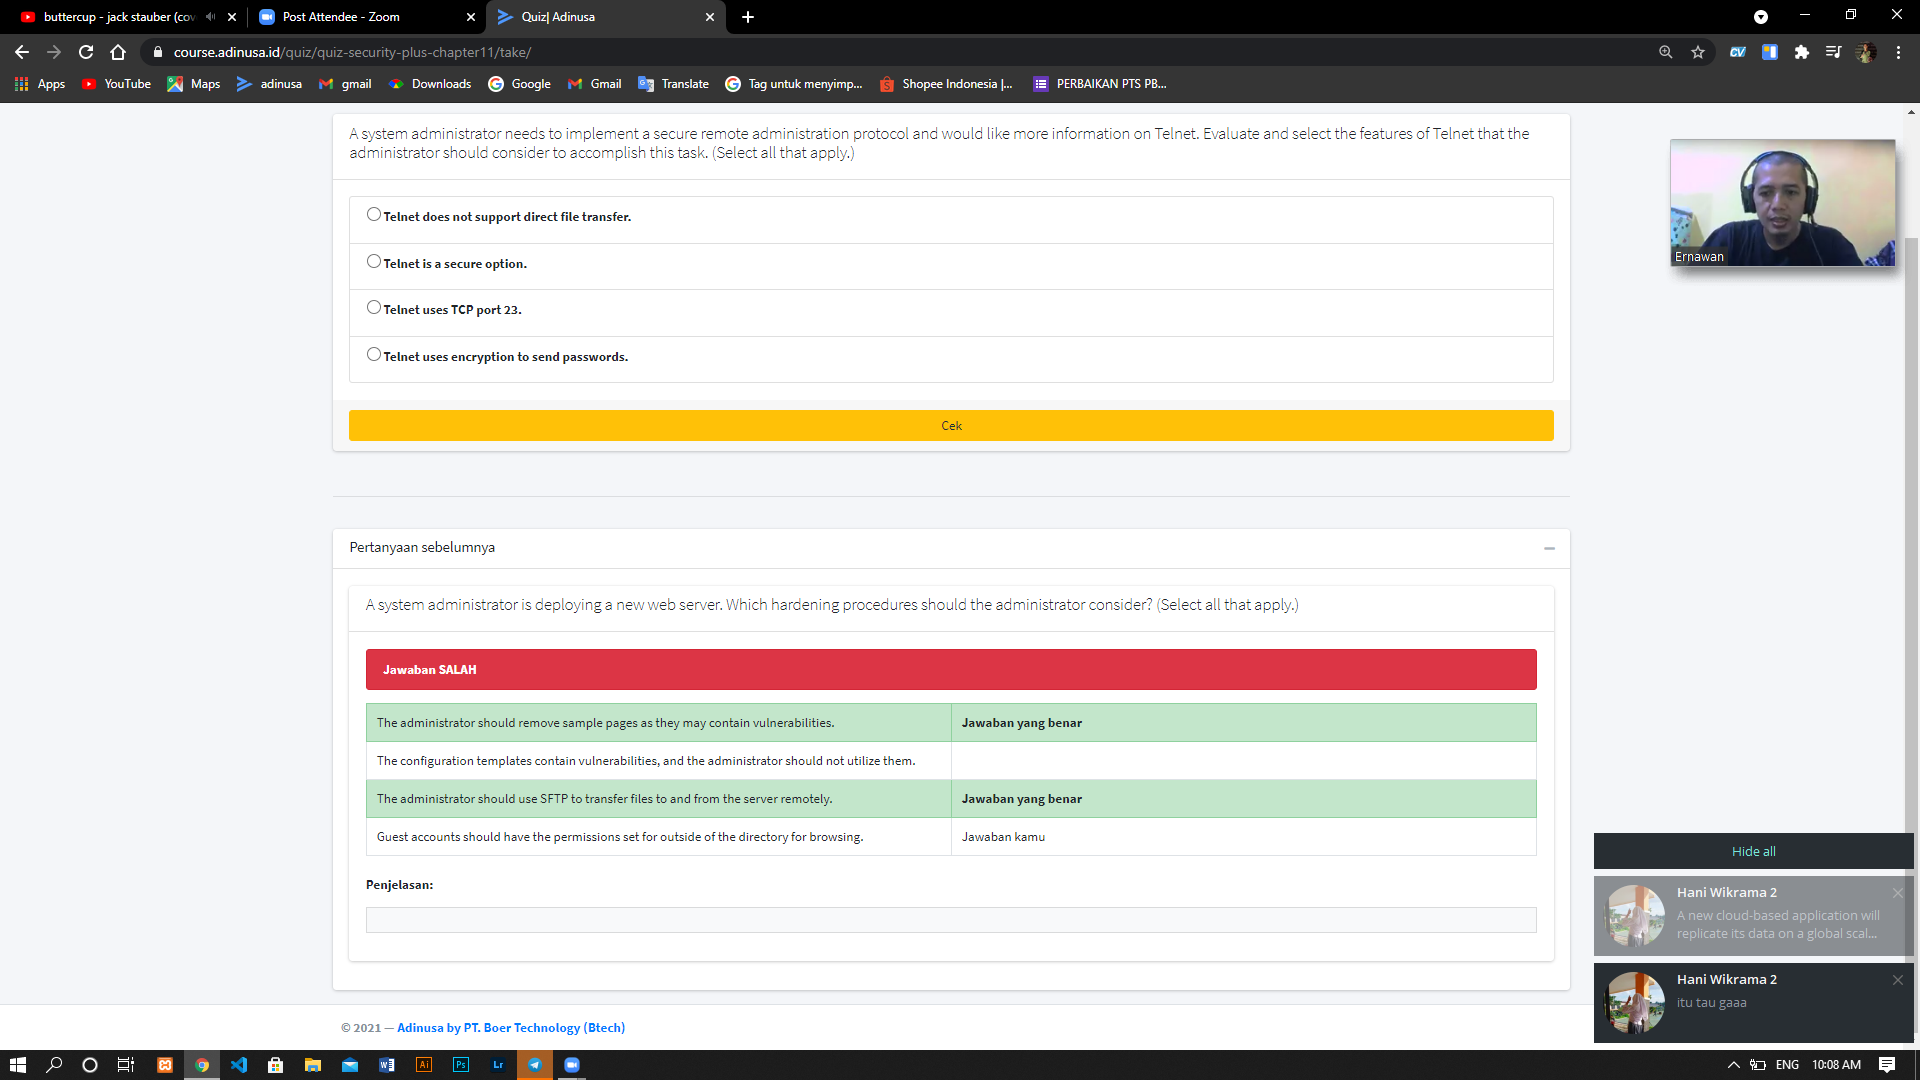 buttercup - jack stauber (cov
Post Attendee - Zoom
Quiz| Adinusa
course.adinusa.id/quiz/quiz-security-plus-chapter11/take/
Apps
YouTube
Maps
adinusa
gmail
Downloads
Google
Gmail
Translate
Tag untuk menyimp...
Shopee Indonesia |...
PERBAIKAN PTS PB...
A system administrator needs to implement a secure remote administration protocol and would like more information on Telnet. Evaluate and select the features of Telnet that the
administrator should consider to accomplish this task. (Select all that apply.)
Telnet does not support direct file transfer.
Telnet is a secure option.
Telnet uses TCP port 23.
Telnet uses encryption to send passwords.
Cek
Ernawan
Pertanyaan sebelumnya
A system administrator is deploying a new web server. Which hardening procedures should the administrator consider? (Select all that apply.)
Jawaban SALAH
The administrator should remove sample pages as they may contain vulnerabilities. Jawaban yang benar
The configuration templates contain vulnerabilities, and the administrator should not utilize them.
The administrator should use SFTP to transfer files to and from the server remotely. Jawaban yang benar
Guest accounts should have the permissions set for outside of the directory for browsing. Jawaban kamu
Penjelasan:
Hide all
Hani Wikrama 2
A new cloud-based application will
replicate its data on a global scal...
Hani Wikrama 2
itu tau gaaa
© 2021 — Adinusa by PT. Boer Technology (Btech)
ENG
10:08 AM